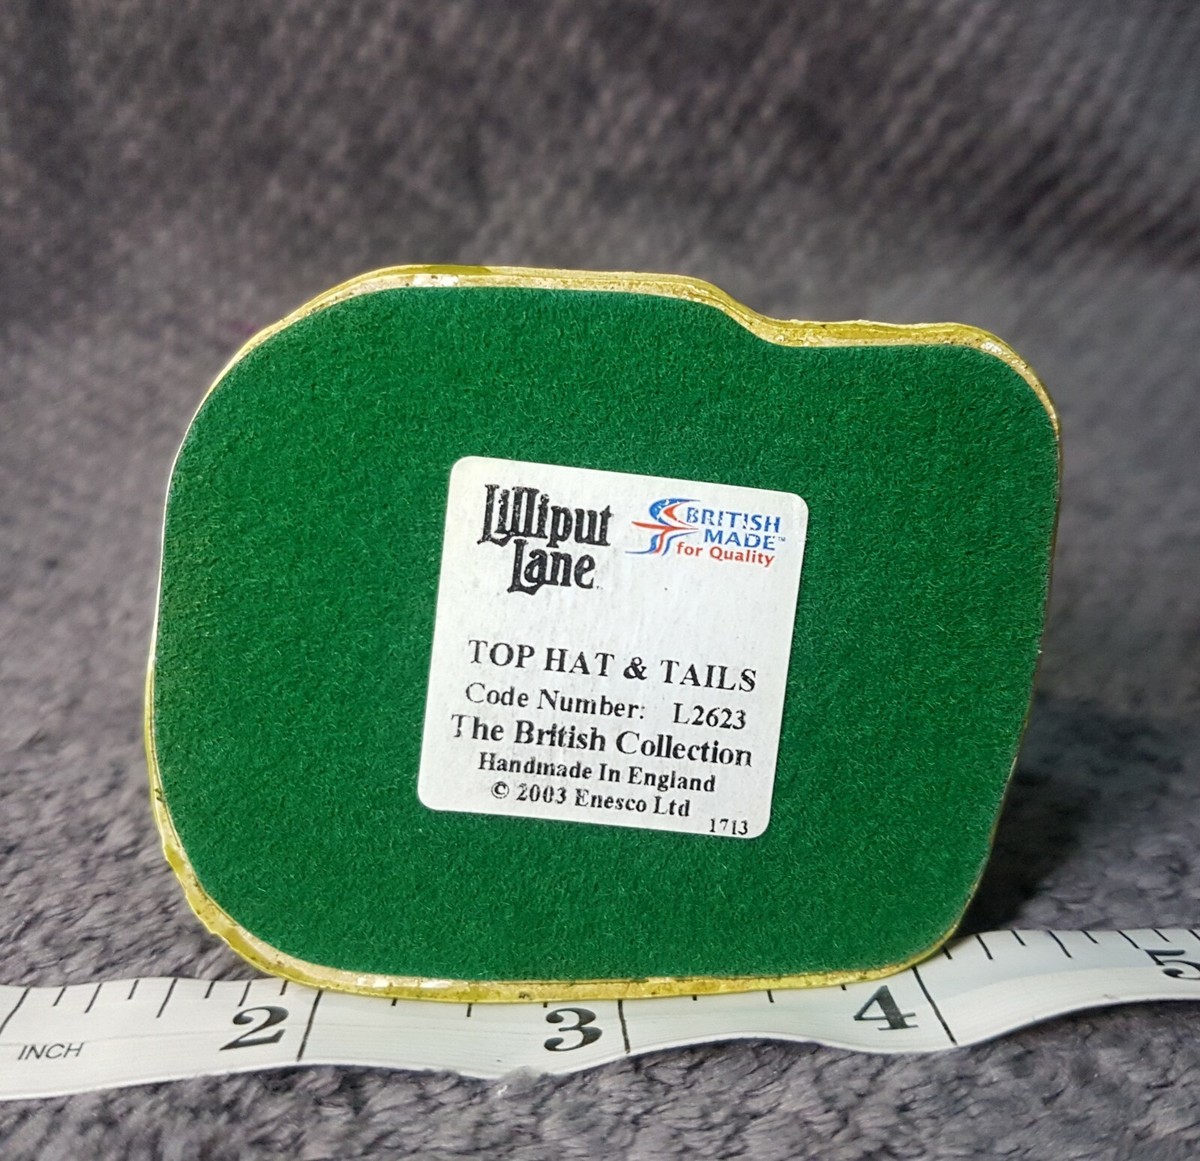 Lilliput
Lane
BRITISH
MADE™
for Quality
TOP HAT & TAILS
Code Number: L2623
The British Collection
Handmade In England
© 2003 Enesco Ltd
1713
INCH
2
3
4
5